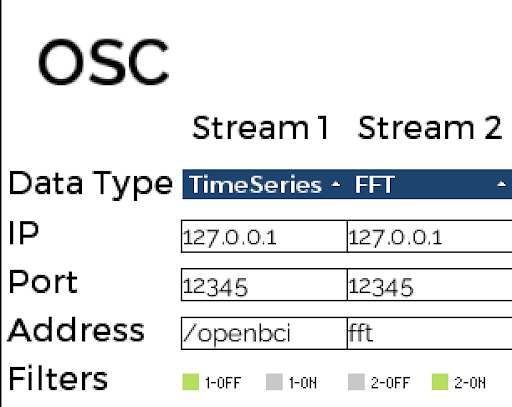 OSC
Stream 1 Stream 2
Data Type TimeSeries FFT
IP 127.0.0.1 127.0.0.1
Port 12345 12345
Address /openbci fft
Filters 1-OFF 1-ON 2-OFF 2-ON